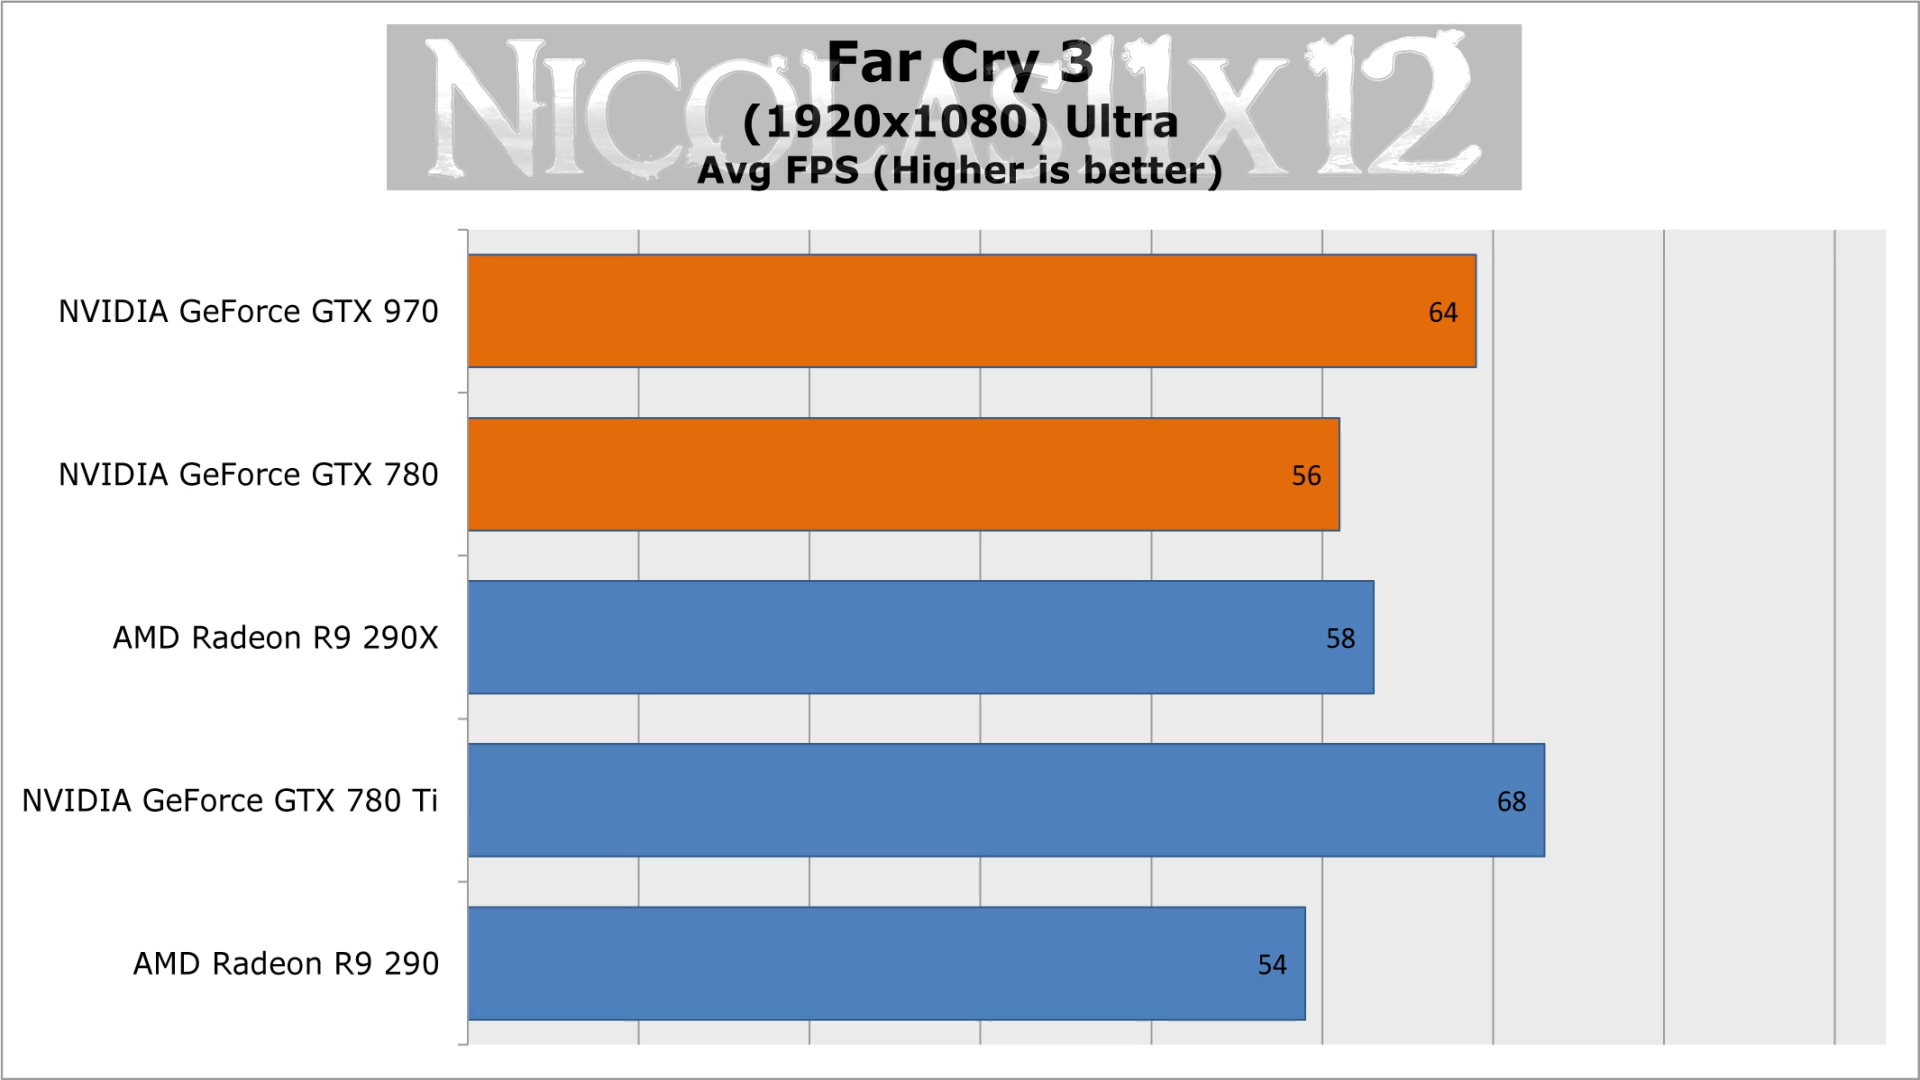 NICOLAS11X12
Far Cry 3
(1920x1080) Ultra
Avg FPS (Higher is better)
NVIDIA GeForce GTX 970
64
NVIDIA GeForce GTX 780
56
AMD Radeon R9 290X
58
NVIDIA GeForce GTX 780 Ti
68
AMD Radeon R9 290
54